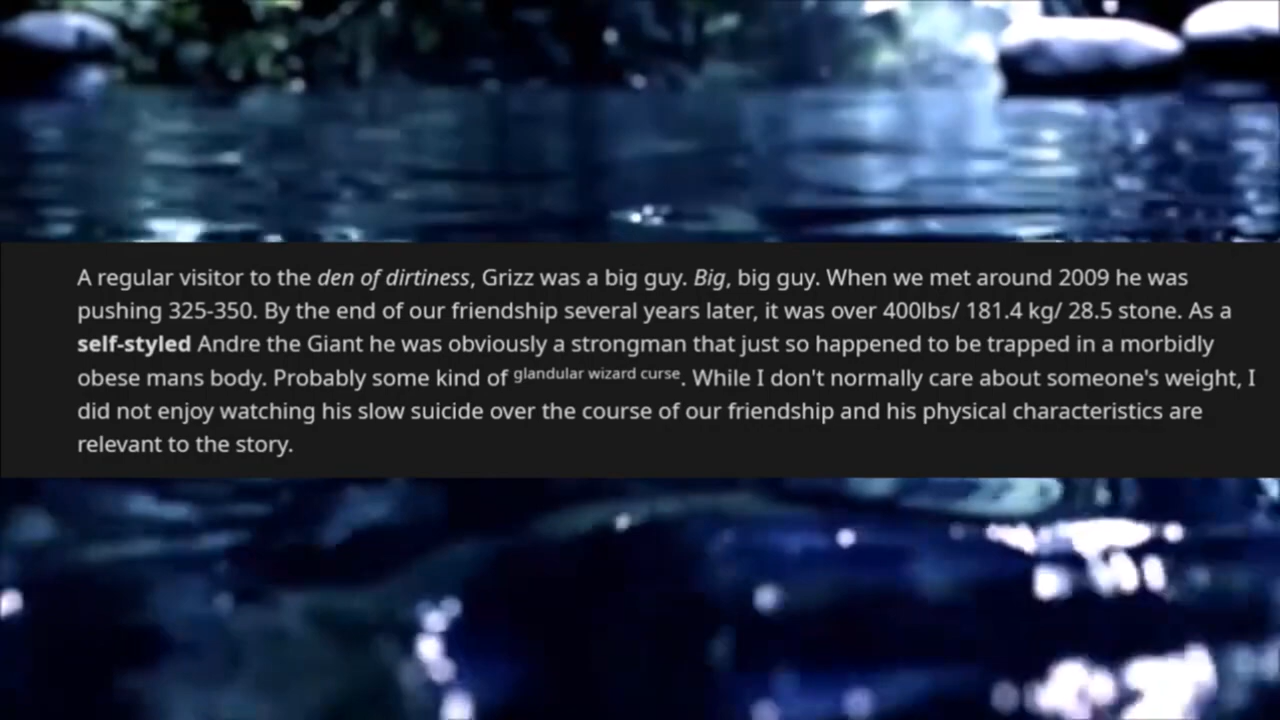 A regular visitor to the den of dirtiness, Grizz was a big guy. Big, big guy. When we met around 2009 he was
pushing 325-350. By the end of our friendship several years later, it was over 400lbs/ 181.4 kg/ 28.5 stone. As a
self-styled Andre the Giant he was obviously a strongman that just so happened to be trapped in a morbidly
obese mans body. Probably some kind of glandular wizard curse. While I don't normally care about someone's weight, I
did not enjoy watching his slow suicide over the course of our friendship and his physical characteristics are
relevant to the story.